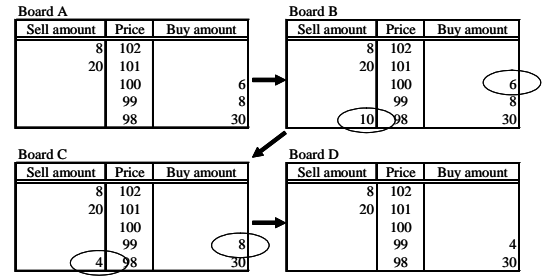 Board A
Sell amount Price Buy amount
8 102
20 101
100 6
99 8
98 30
Board B
Sell amount Price Buy amount
8 102
20 101
100 6
99 8
10 98 30
Board C
Sell amount Price Buy amount
8 102
20 101
100
99 8
4 98 30
Board D
Sell amount Price Buy amount
8 102
20 101
100
99 4
98 30